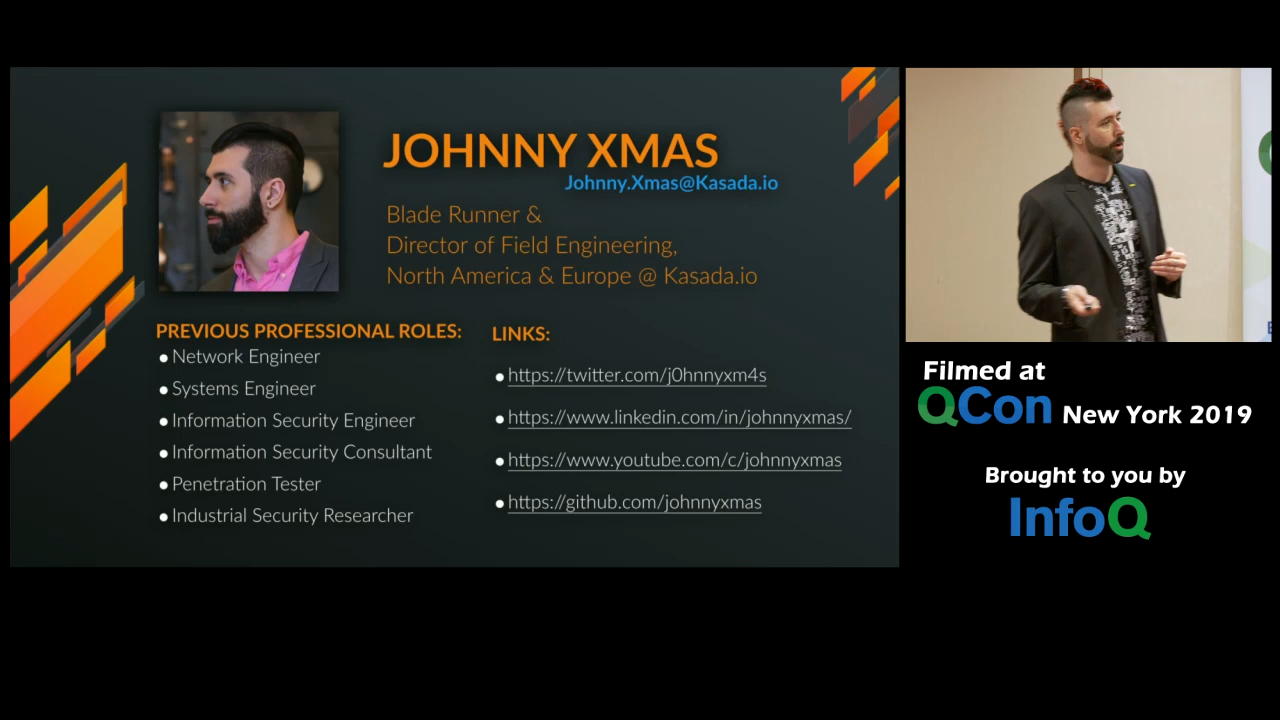 JOHNNY XMAS
Johnny.Xmas@Kasada.io
Blade Runner &
Director of Field Engineering,
North America & Europe @ Kasada.io
PREVIOUS PROFESSIONAL ROLES:
Network Engineer
Systems Engineer
Information Security Engineer
Information Security Consultant
Penetration Tester
Industrial Security Researcher
LINKS:
https://twitter.com/j0hnnyxm4s
https://www.linkedin.com/in/johnnyxmas/
https://www.youtube.com/c/johnnyxmas
https://github.com/johnnyxmas
Filmed at
QCon New York 2019
Brought to you by
InfoQ